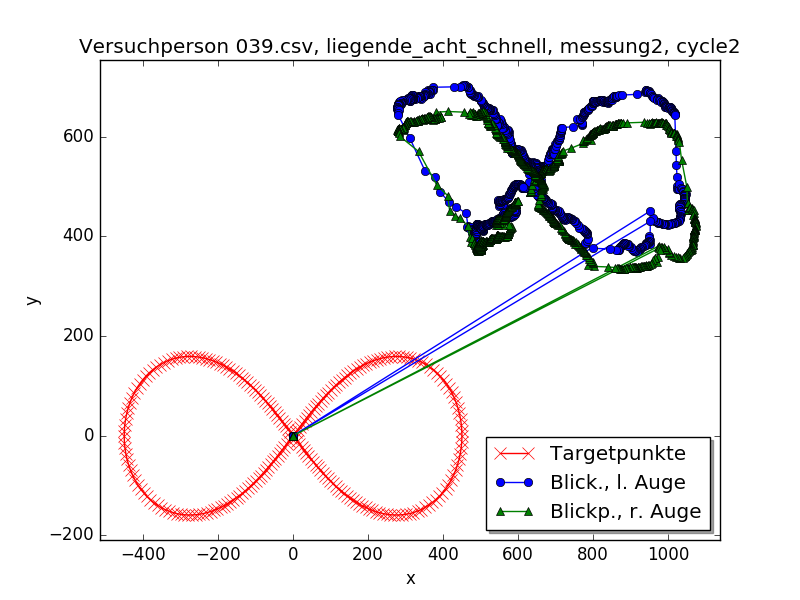 Versuchperson 039.csv, liegende_acht_schnell, messung2, cycle2
600
400
200
0
−200
y
−400
−200
0
200
400
600
800
1000
x
Targetpunkte
Blick., l. Auge
Blickp., r. Auge